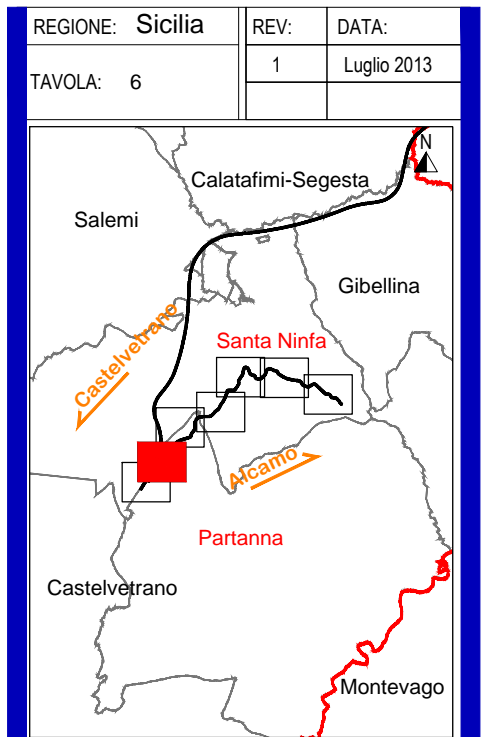 REGIONE: Sicilia
REV:
DATA:
1
Luglio 2013
TAVOLA: 6
N
Calatafimi-Segesta
Salemi
Gibellina
Castelvetrano
Santa Ninfa
Alcamo
Partanna
Castelvetrano
Montevago